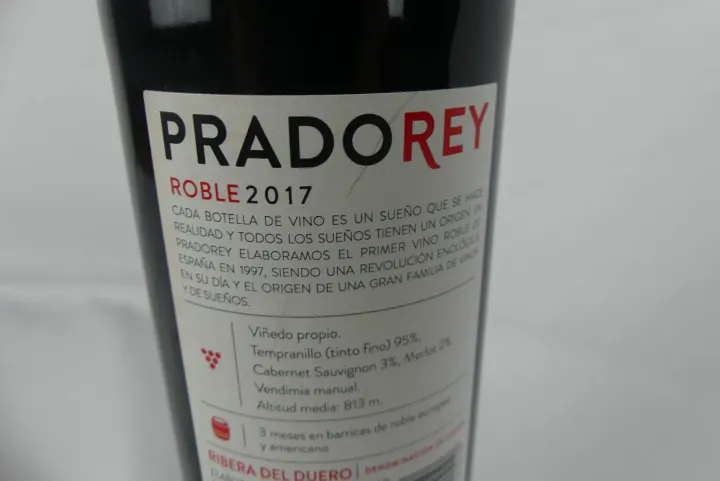 PRADOREY
ROBLE 2017
CADA BOTELLA DE VINO ES UN SUEÑO QUE SE HACE
REALIDAD Y TODOS LOS SUEÑOS TIENEN UN ORIGEN. EN
PRADOREY ELABORAMOS EL PRIMER VINO ROBLE DE
ESPAÑA EN 1997, SIENDO UNA REVOLUCIÓN ENOLÓGICA
EN SU DÍA Y EL ORIGEN DE UNA GRAN FAMILIA DE VINOS
Y DE SUEÑOS.
Viñedo propio.
Tempranillo (tinto fino) 95%,
Cabernet Sauvignon 3%, Merlot 2%.
Vendimia manual.
Altitud media: 813 m.
3 meses en barricas de roble europeo
y americano
RIBERA DEL DUERO | DENOMINACIÓN DE ORIGEN